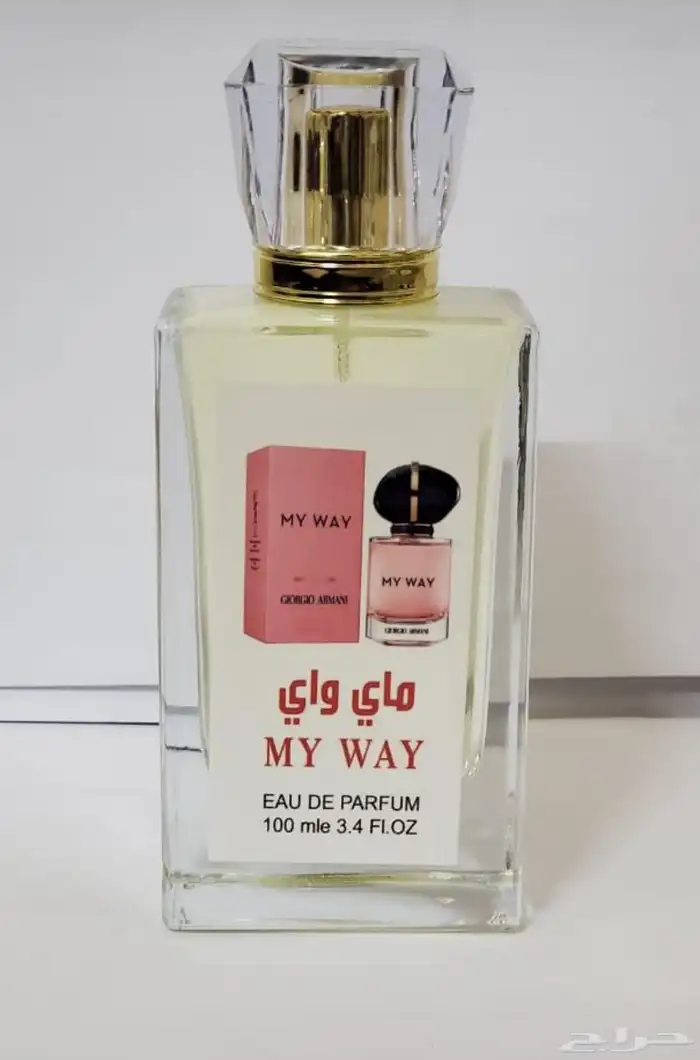 MY WAY
GIORGIO ARMANI
MY WAY
GIORGIO ARMANI
ماي واي
MY WAY
EAU DE PARFUM
100 mle 3.4 Fl.OZ
حراج